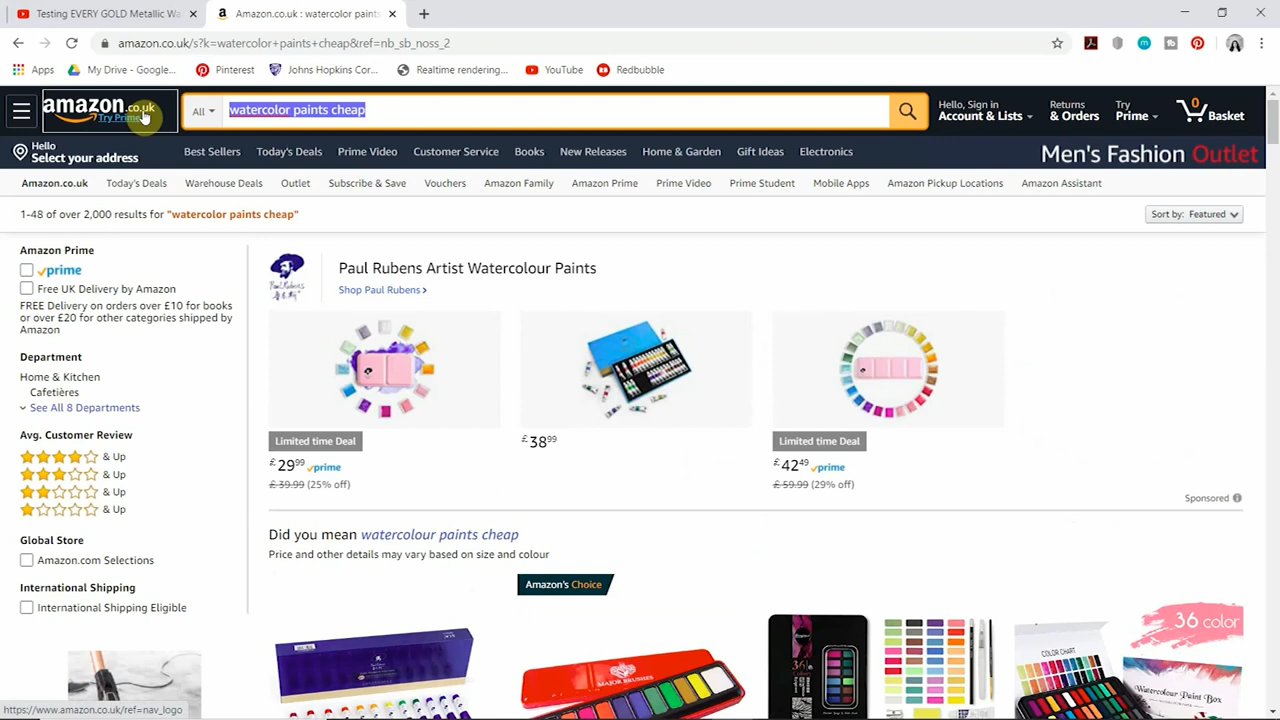 Testing EVERY GOLD Metallic Wa
Amazon.co.uk : watercolor paints
amazon.co.uk/s?k=watercolor+paints+cheap&ref=nb_sb_noss_2
Apps
My Drive - Google...
Pinterest
Johns Hopkins Cor...
Realtime rendering...
YouTube
Redbubble
amazon.co.uk
Try Prime
All
watercolor paints cheap
Hello, Sign in
Account & Lists
Returns
& Orders
Try
Prime
0
Basket
Hello
Select your address
Best Sellers
Today's Deals
Prime Video
Customer Service
Books
New Releases
Home & Garden
Gift Ideas
Electronics
Men's Fashion Outlet
Amazon.co.uk
Today's Deals
Warehouse Deals
Outlet
Subscribe & Save
Vouchers
Amazon Family
Amazon Prime
Prime Video
Prime Student
Mobile Apps
Amazon Pickup Locations
Amazon Assistant
1-48 of over 2,000 results for "watercolor paints cheap"
Sort by: Featured
Amazon Prime
prime
Free UK Delivery by Amazon
FREE Delivery on orders over £10 for books
or over £20 for other categories shipped by
Amazon
Department
Home & Kitchen
Cafetières
See All 8 Departments
Avg. Customer Review
& Up
& Up
& Up
& Up
Global Store
Amazon.com Selections
International Shipping
International Shipping Eligible
Paul Rubens Artist Watercolour Paints
Shop Paul Rubens
Limited time Deal
£29.99 prime
£39.99 (25% off)
£38.99
Limited time Deal
£42.49 prime
£59.99 (29% off)
Sponsored
Did you mean watercolour paints cheap
Price and other details may vary based on size and colour
Amazon's Choice
MAJOR BRUSHES
COLOR CHART
36 color
Watercolour Paint Box
https://www.amazon.co.uk/ref=nav_logo